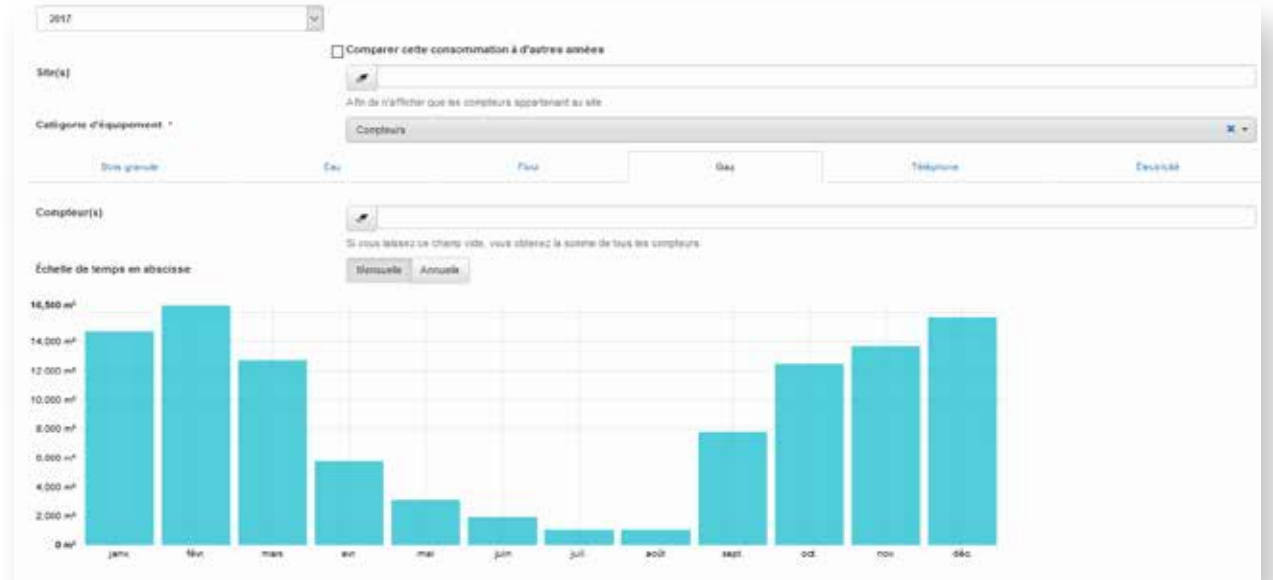 2017
Comparer cette consommation à d'autres années
Site(s)
Afin de n'afficher que les compteurs appartenant au site
Catégorie d'équipement *
Compteurs
Bois granulé Eau Fioul Gaz Téléphone Électricité
Compteur(s)
Si vous laissez ce champ vide, vous obtenez la somme de tous les compteurs.
Échelle de temps en abscisse
Mensuelle Annuelle
16,500 m³
14,000 m³
12,000 m³
10,000 m³
8,000 m³
6,000 m³
4,000 m³
2,000 m³
0 m³
janv. févr. mars avr. mai juin juil. août sept. oct. nov. déc.